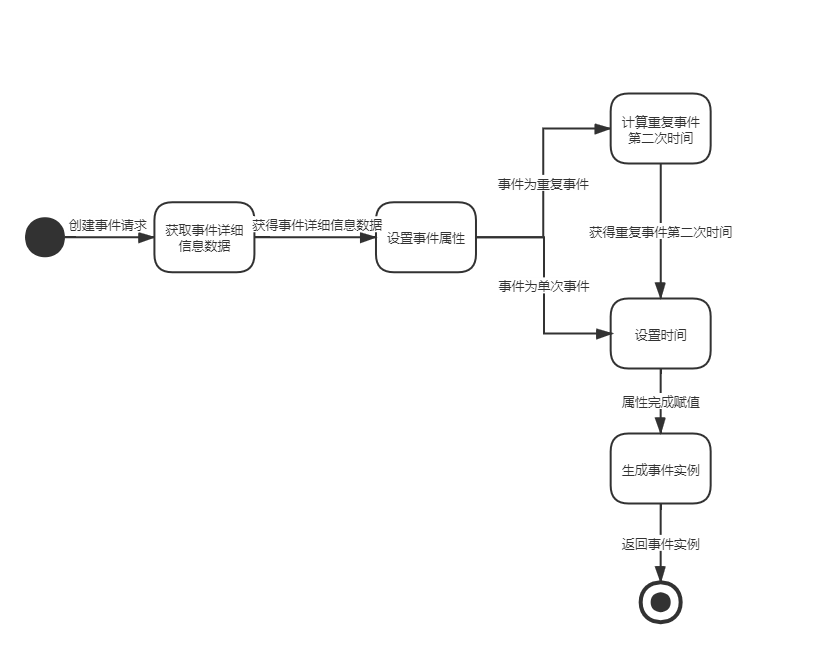 创建事件请求
获取事件详细
信息数据
获得事件详细信息数据
设置事件属性
事件为重复事件
计算重复事件
第二次时间
获得重复事件第二次时间
事件为单次事件
设置时间
属性完成赋值
生成事件实例
返回事件实例